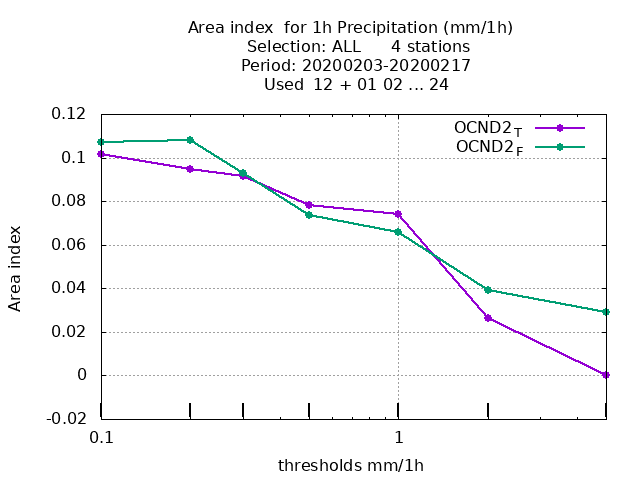 Area index  for 1h Precipitation (mm/1h)
Selection: ALL      4 stations
Period: 20200203-20200217
Used  12 + 01 02 ... 24
0.12
0.1
0.08
0.06
0.04
0.02
0
-0.02
Area index
OCND2T
OCND2F
0.1
1
thresholds mm/1h